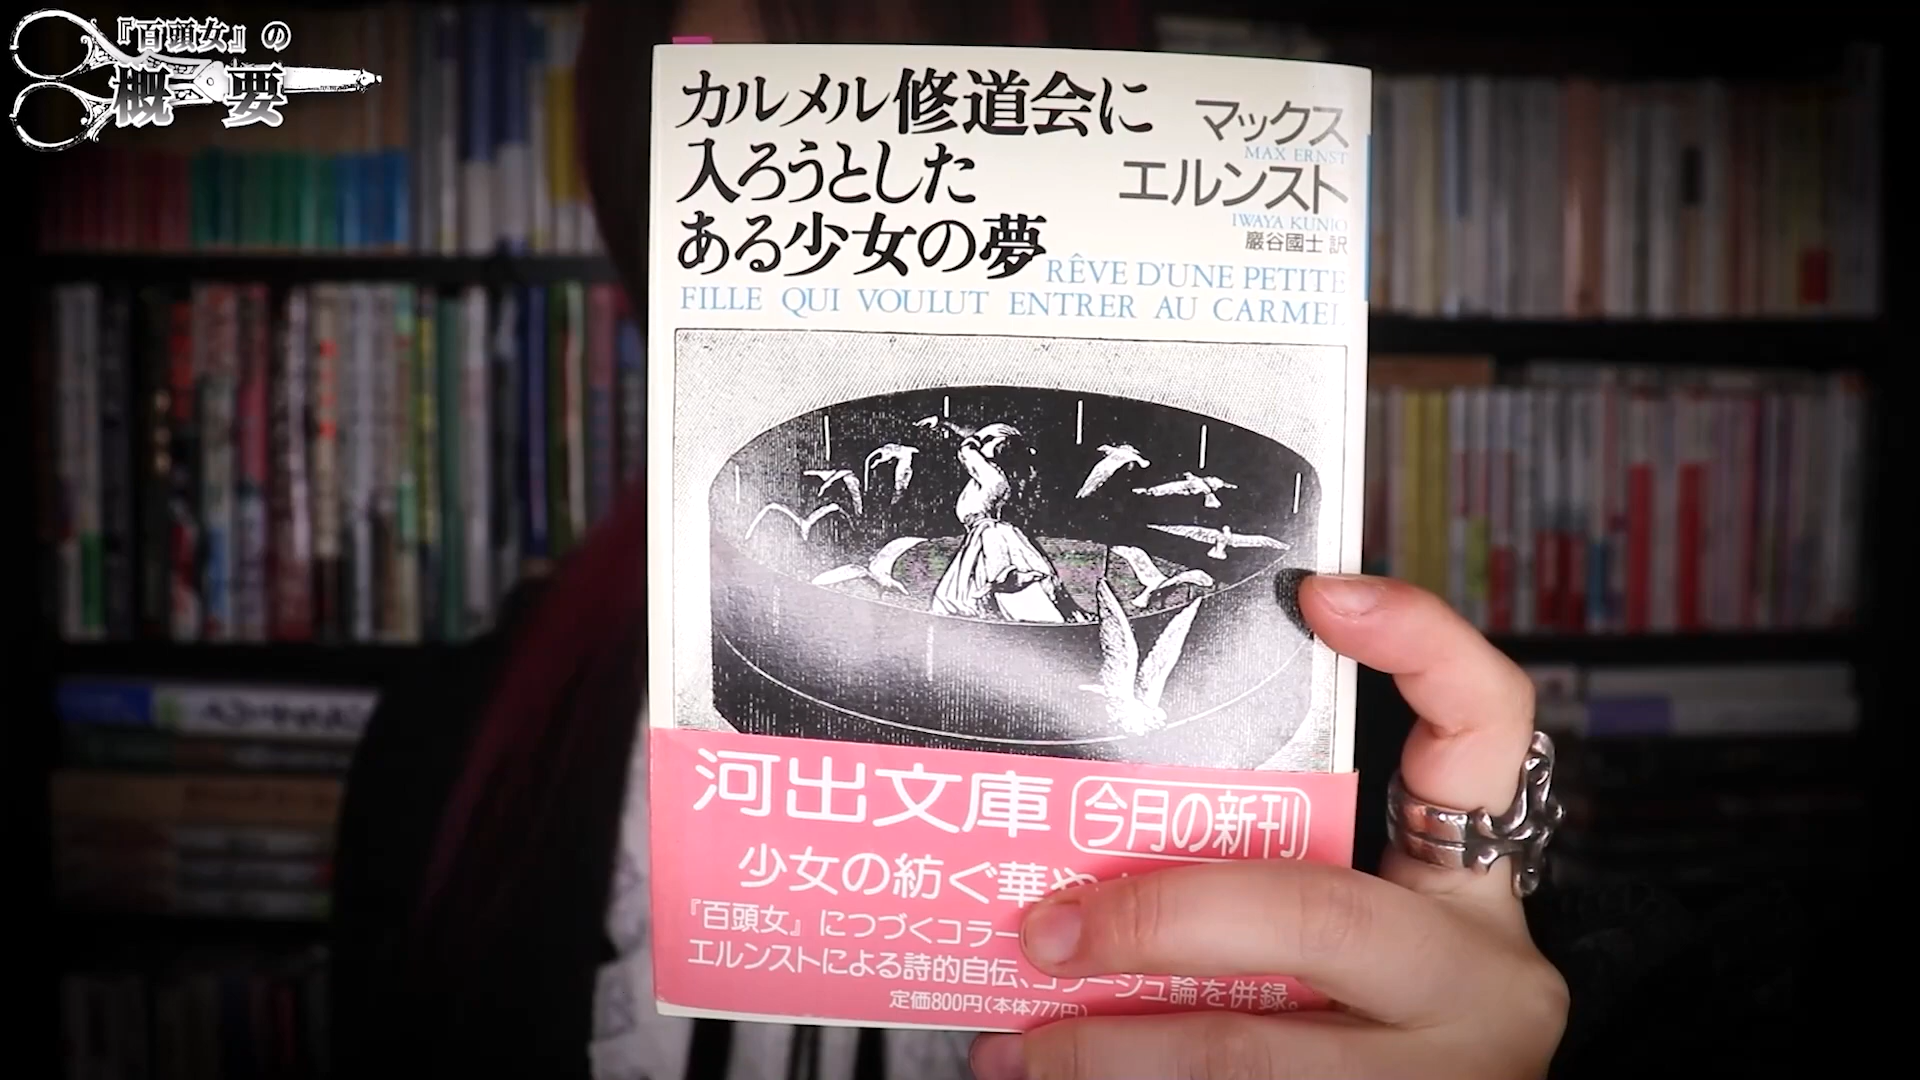 『百頭女』の
概要
カルメル修道会に
入ろうとした
ある少女の夢
マックス
MAX ERNST
エルンスト
IWAYA KUNIO
巖谷國士 訳
RÊVE D'UNE PETITE
FILLE QUI VOULUT ENTRER AU CARMEL
河出文庫 今月の新刊
少女の紡ぐ華や
『百頭女』につづくコラー
エルンストによる詩的自伝、コラージュ論を併録。
定価800円(本体777円)